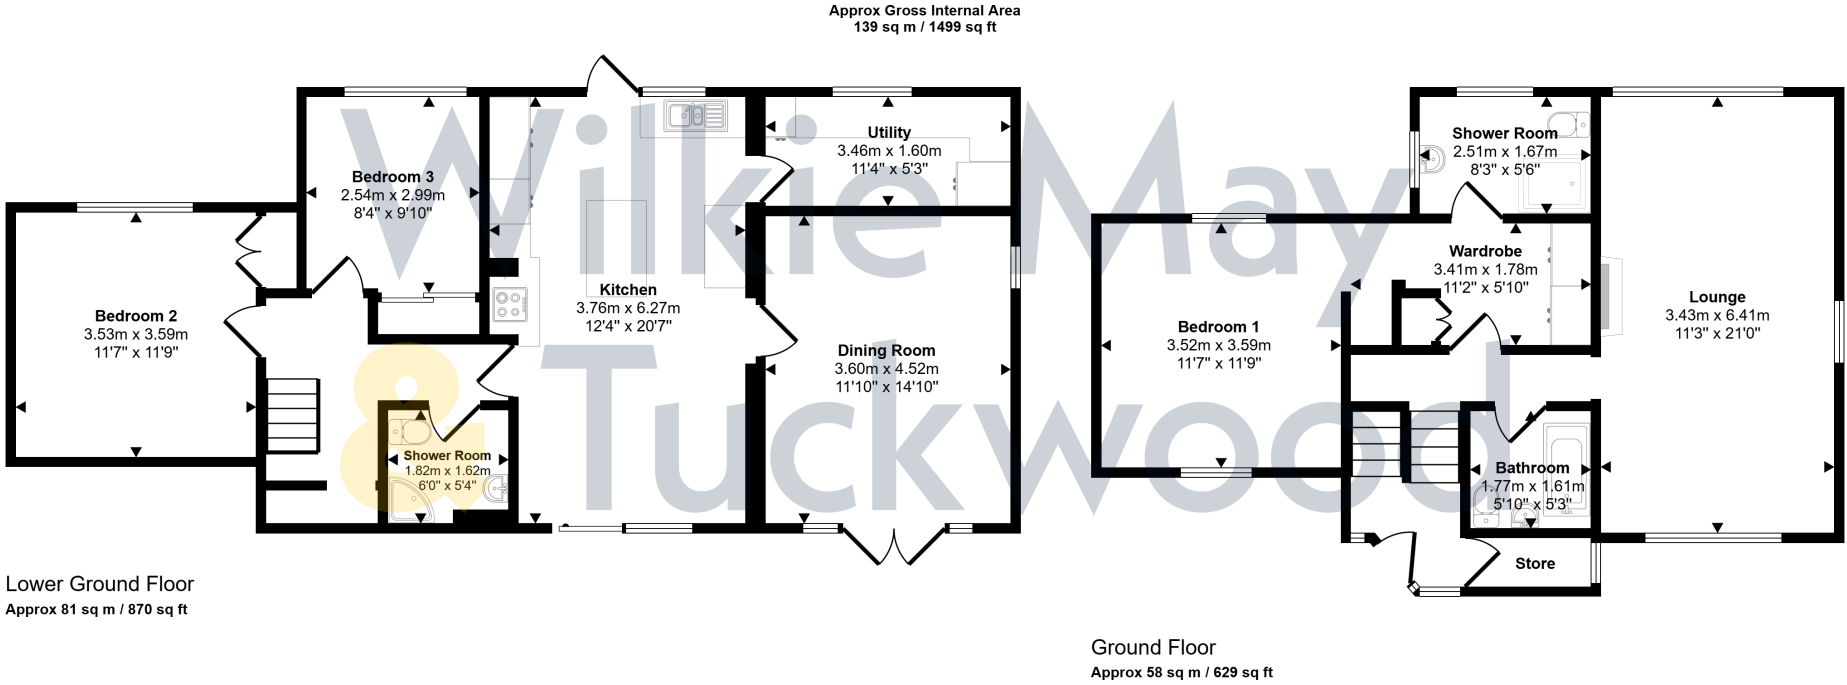 Approx Gross Internal Area
139 sq m / 1499 sq ft
Wilkie May
& Tuckwood
Bedroom 3
2.54m x 2.99m
8'4" x 9'10"
Utility
3.46m x 1.60m
11'4" x 5'3"
Bedroom 2
3.53m x 3.59m
11'7" x 11'9"
Kitchen
3.76m x 6.27m
12'4" x 20'7"
Dining Room
3.60m x 4.52m
11'10" x 14'10"
Shower Room
1.82m x 1.62m
6'0" x 5'4"
Lower Ground Floor
Approx 81 sq m / 870 sq ft
Shower Room
2.51m x 1.67m
8'3" x 5'6"
Wardrobe
3.41m x 1.78m
11'2" x 5'10"
Bedroom 1
3.52m x 3.59m
11'7" x 11'9"
Lounge
3.43m x 6.41m
11'3" x 21'0"
Bathroom
1.77m x 1.61m
5'10" x 5'3"
Store
Ground Floor
Approx 58 sq m / 629 sq ft